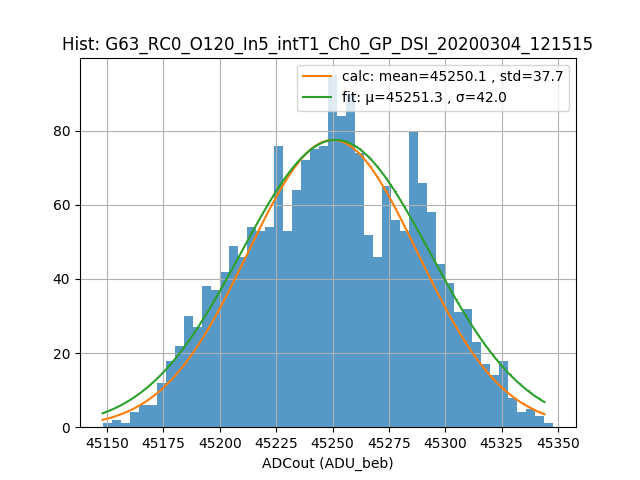 Hist: G63_RC0_O120_In5_intT1_Ch0_GP_DSI_20200304_121515
calc: mean=45250.1 , std=37.7
fit: μ=45251.3 , σ=42.0
80
60
40
20
0
45150 45175 45200 45225 45250 45275 45300 45325 45350
ADCout (ADU_beb)